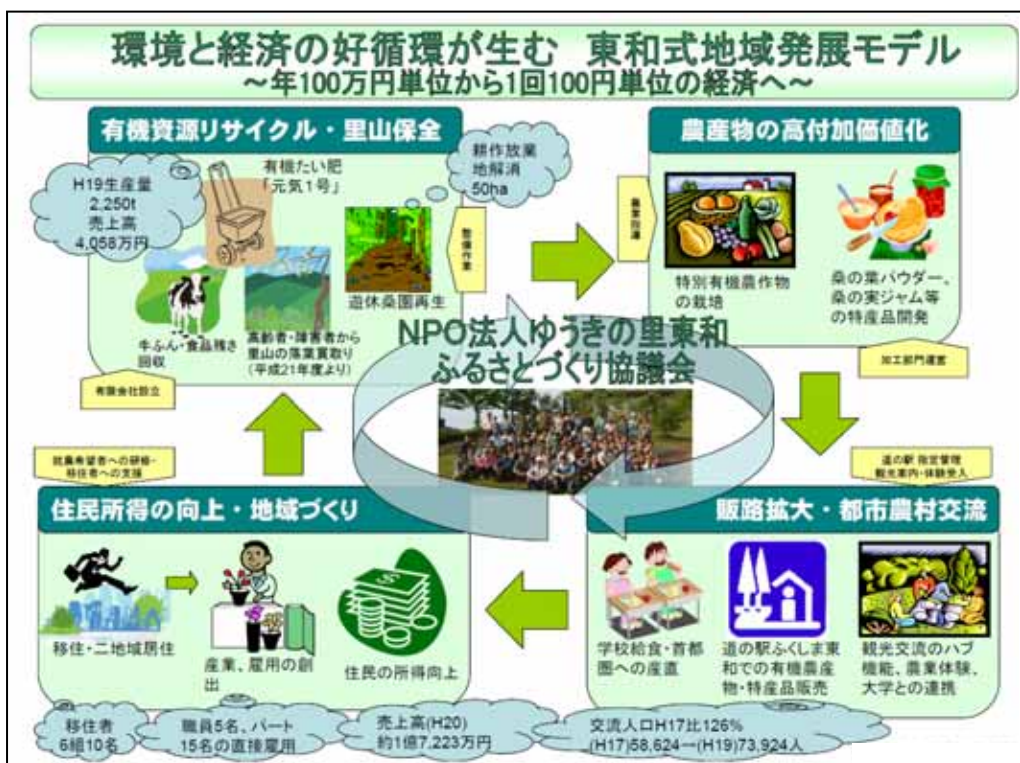 環境と経済の好循環が生む 東和式地域発展モデル
～年100万円単位から1回100円単位の経済へ～
有機資源リサイクル・里山保全
H19生産量
2,250t
売上高
4,058万円
有機たい肥
「元気1号」
耕作放棄
地解消
50ha
整備作業
遊休桑園再生
牛ふん・食品残さ
回収
高齢者・障害者から
里山の落葉買取り
(平成21年度より)
有限会社設立
農産物の高付加価値化
農業指導
特別有機農作物
の栽培
桑の葉パウダー、
桑の実ジャム等
の特産品開発
加工部門運営
NPO法人ゆうきの里東和
ふるさとづくり協議会
道の駅 指定管理
観光案内・体験受入
販路拡大・都市農村交流
学校給食・首都
圏への産直
道の駅ふくしま東
和での有機農産
物・特産品販売
観光交流のハブ
機能、農業体験、
大学との連携
交流人口H17比126%
(H17)58,624→(H19)73,924人
就農希望者への研修・
移住者への支援
住民所得の向上・地域づくり
移住・二地域居住
産業、雇用の創
出
住民の所得向上
移住者
6組10名
職員5名、パート
15名の直接雇用
売上高(H20)
約1億7,223万円